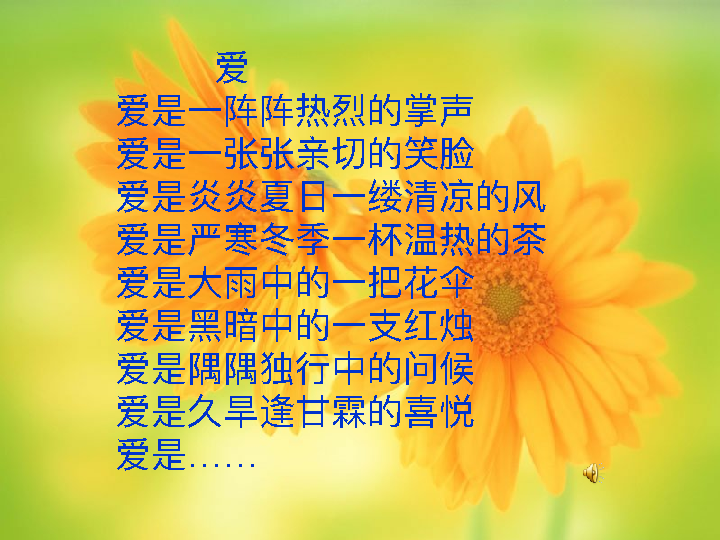 爱
爱是一阵阵热烈的掌声
爱是一张张亲切的笑脸
爱是炎炎夏日一缕清凉的风
爱是严寒冬季一杯温热的茶
爱是大雨中的一把花伞
爱是黑暗中的一支红烛
爱是隅隅独行中的问候
爱是久旱逢甘霖的喜悦
爱是……